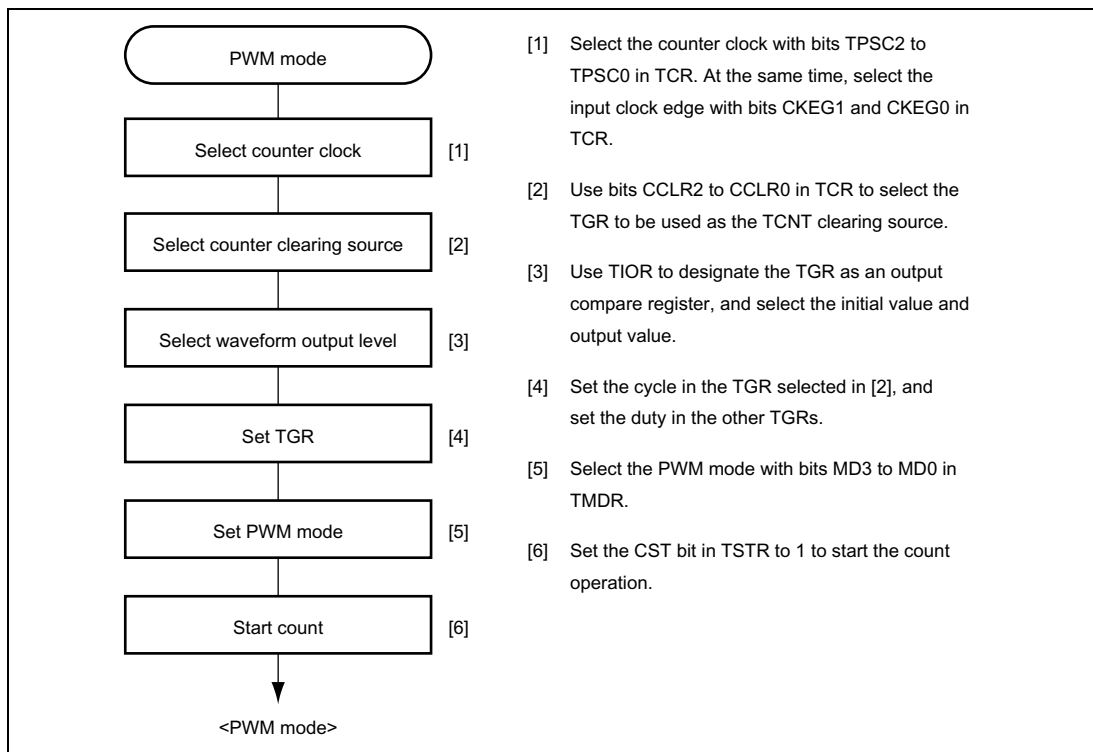 PWM mode
Select counter clock [1]
Select counter clearing source [2]
Select waveform output level [3]
Set TGR [4]
Set PWM mode [5]
Start count [6]
<PWM mode>
[1] Select the counter clock with bits TPSC2 to
TPSC0 in TCR. At the same time, select the
input clock edge with bits CKEG1 and CKEG0 in
TCR.
[2] Use bits CCLR2 to CCLR0 in TCR to select the
TGR to be used as the TCNT clearing source.
[3] Use TIOR to designate the TGR as an output
compare register, and select the initial value and
output value.
[4] Set the cycle in the TGR selected in [2], and
set the duty in the other TGRs.
[5] Select the PWM mode with bits MD3 to MD0 in
TMDR.
[6] Set the CST bit in TSTR to 1 to start the count
operation.